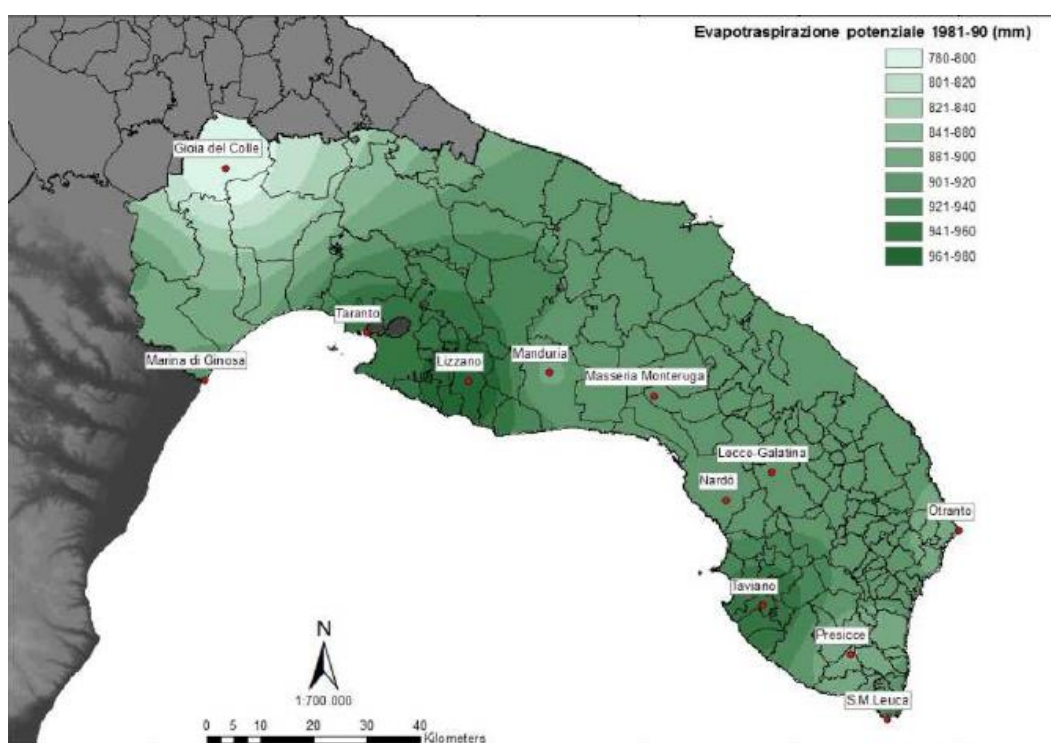 Evapotraspirazione potenziale 1981-90 (mm)
780-800
801-820
821-840
841-880
881-900
901-920
921-940
941-960
961-980
Gioia del Colle
Taranto
Marina di Ginosa
Lizzano
Manduria
Masseria Monteruga
Lecce-Galatina
Nardò
Otranto
Taviano
Presicce
S.M.Leuca
N
1:700.000
0 5 10 20 30 40
Kilometers